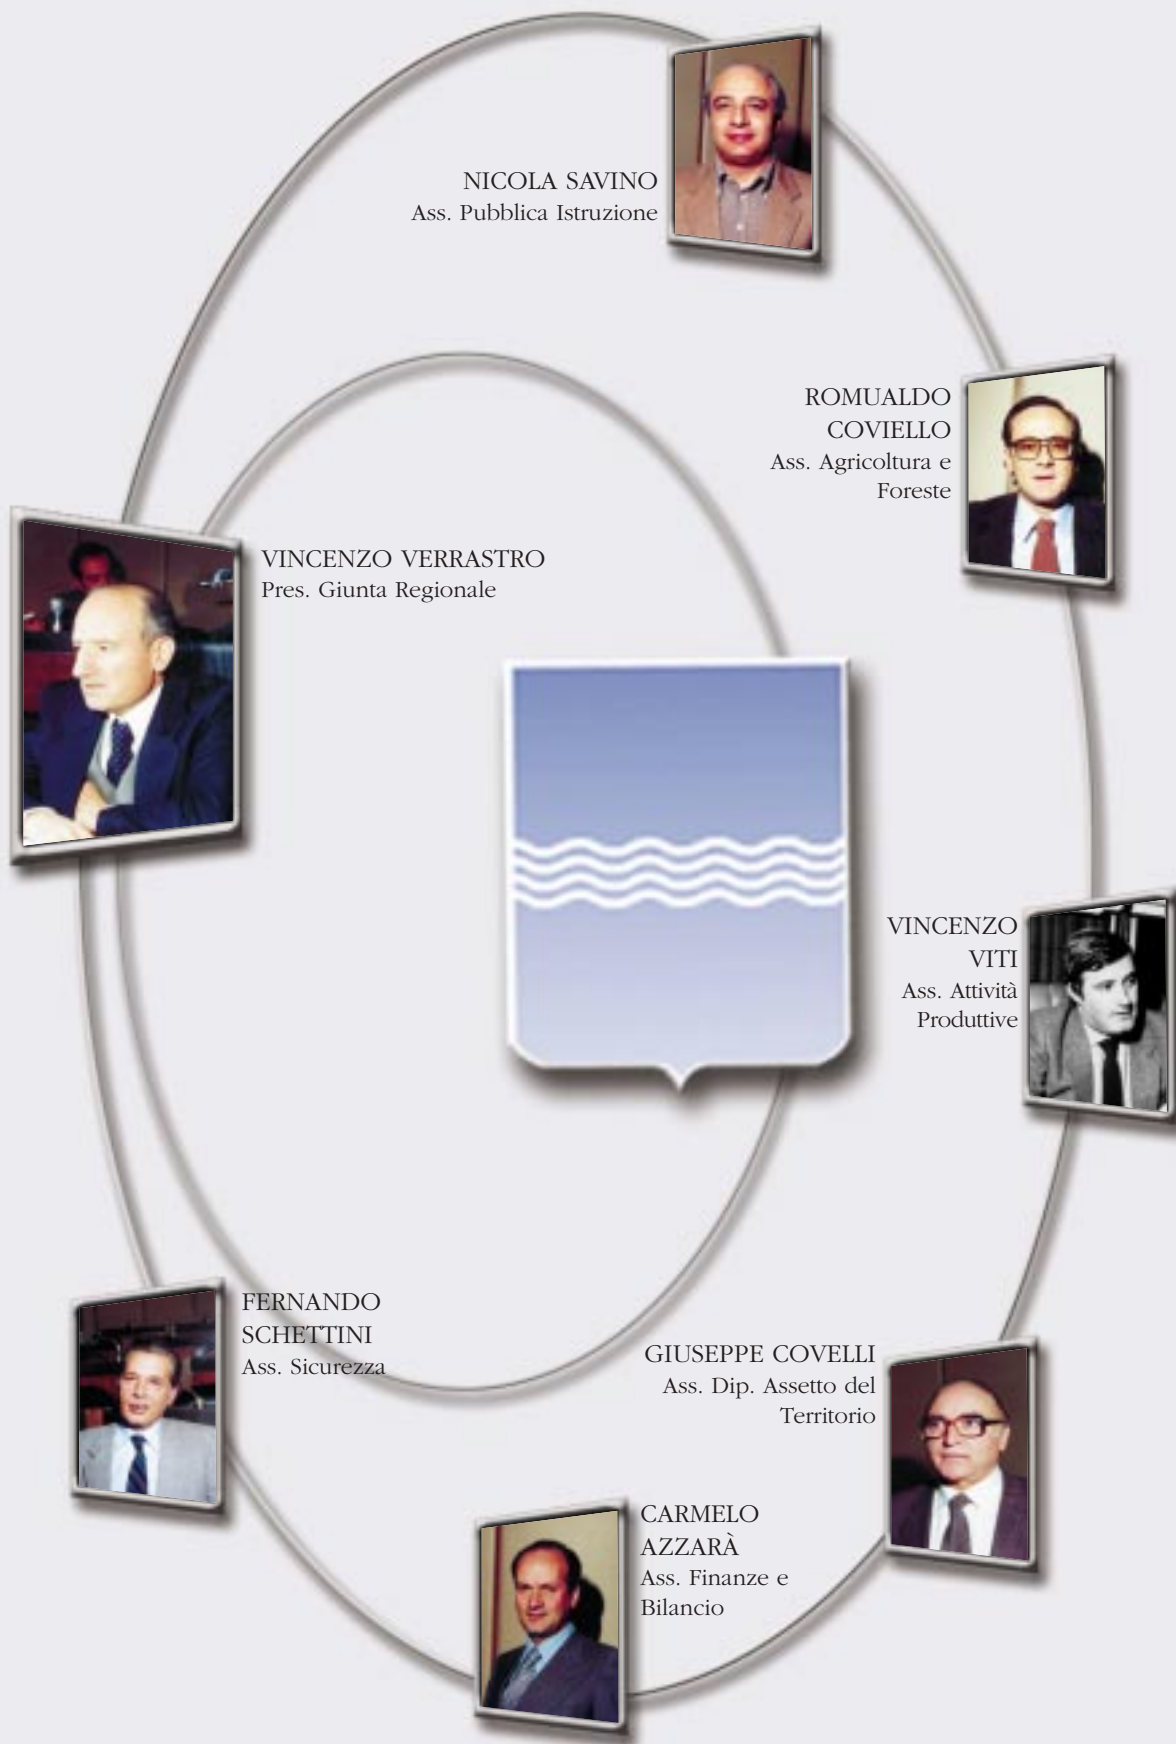 NICOLA SAVINO
Ass. Pubblica Istruzione
ROMUALDO
COVIELLO
Ass. Agricoltura e
Foreste
VINCENZO VERRASTRO
Pres. Giunta Regionale
VINCENZO
VITI
Ass. Attività
Produttive
FERNANDO
SCHETTINI
Ass. Sicurezza
GIUSEPPE COVELLI
Ass. Dip. Assetto del
Territorio
CARMELO
AZZARÀ
Ass. Finanze e
Bilancio